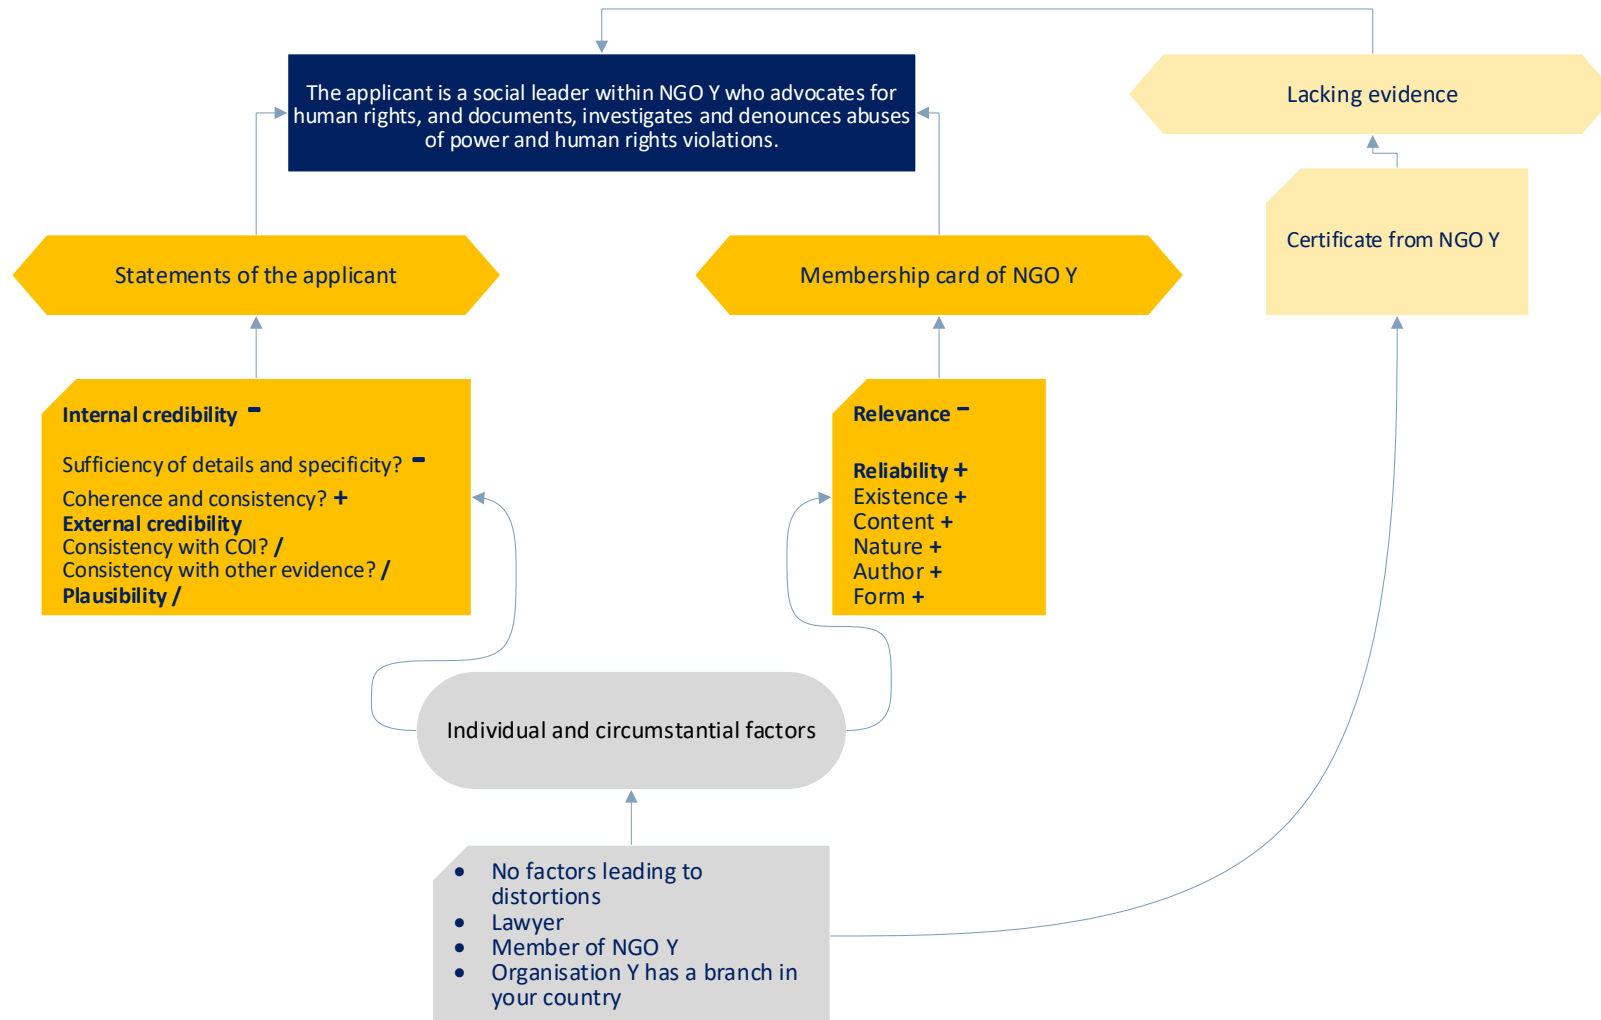 The applicant is a social leader within NGO Y who advocates for
human rights, and documents, investigates and denounces abuses
of power and human rights violations.
Lacking evidence
Certificate from NGO Y
Statements of the applicant
Membership card of NGO Y
Internal credibility -
Sufficiency of details and specificity? -
Coherence and consistency? +
External credibility
Consistency with COI? /
Consistency with other evidence? /
Plausibility /
Relevance -
Reliability +
Existence +
Content +
Nature +
Author +
Form +
Individual and circumstantial factors
• No factors leading to
distortions
• Lawyer
• Member of NGO Y
• Organisation Y has a branch in
your country